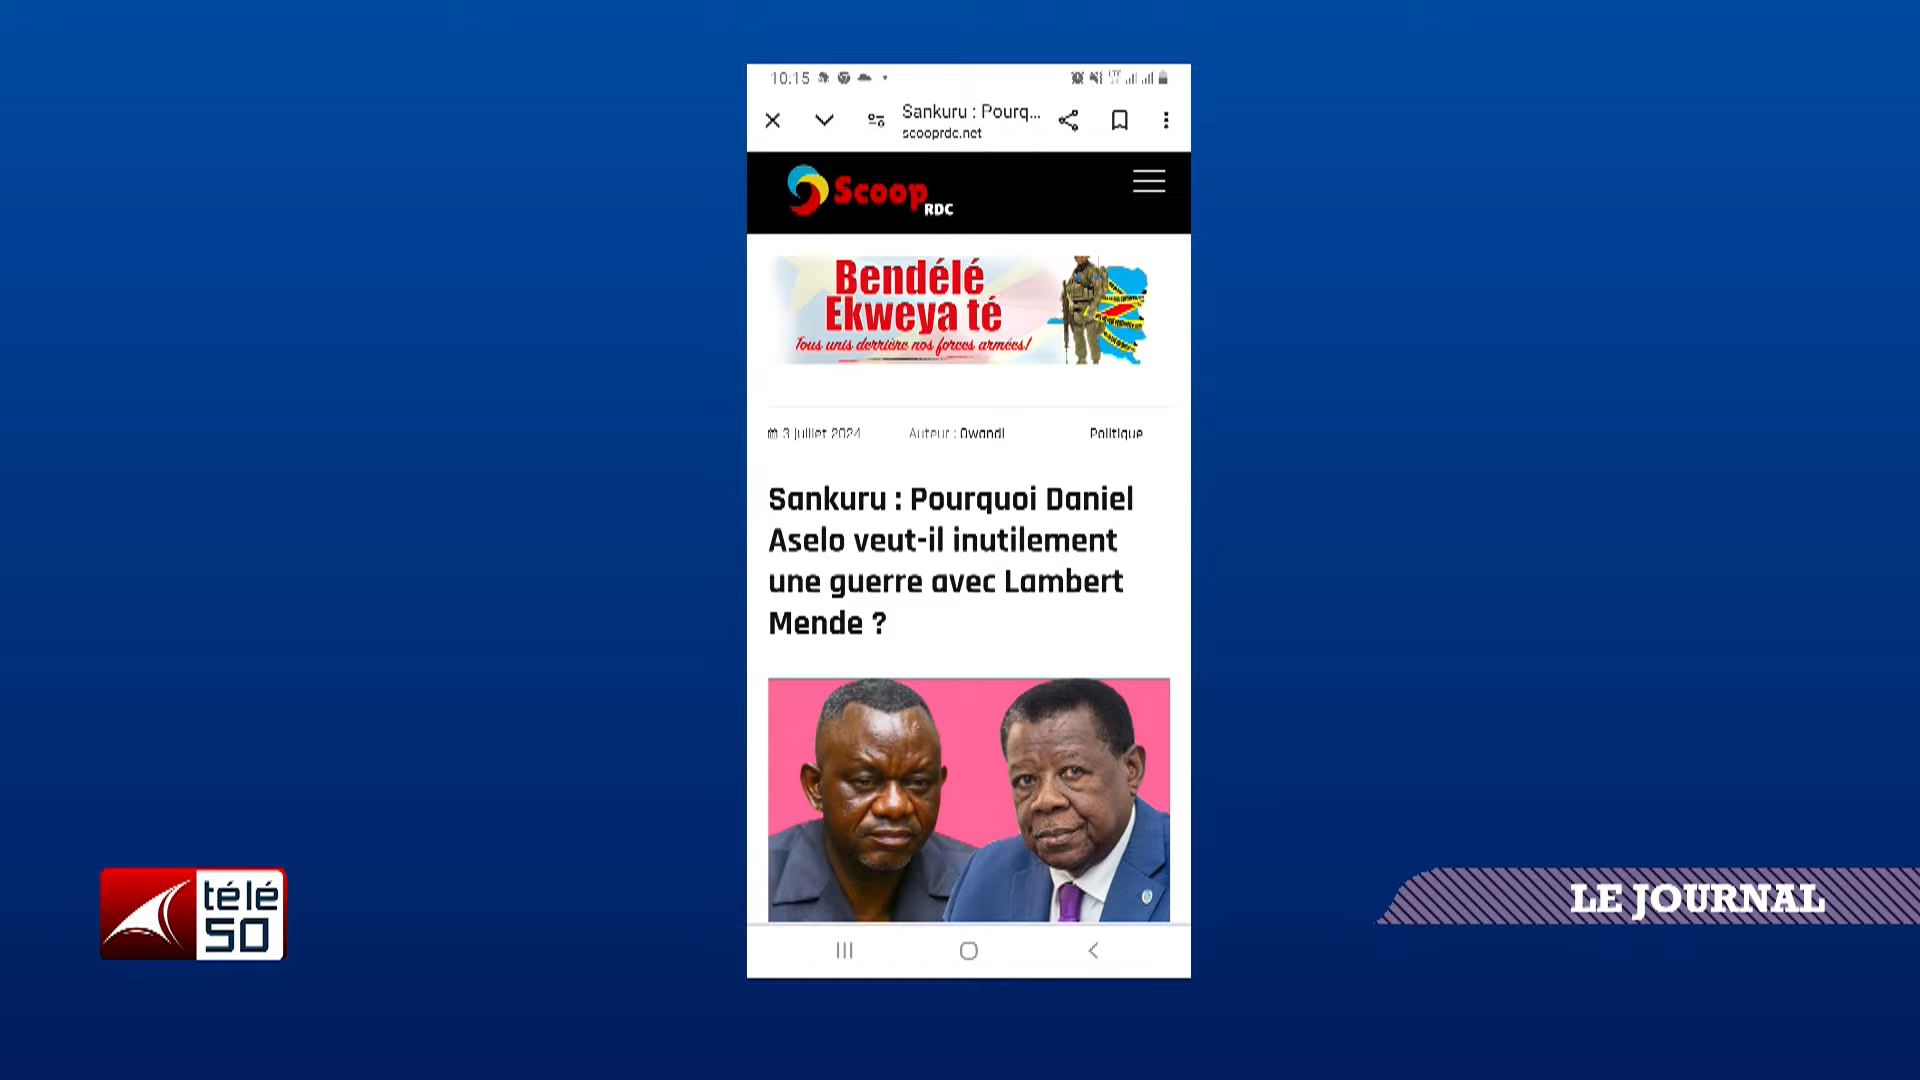 10:15
Sankuru : Pourq...
scooprdc.net
Scoop
RDC
Bendélé
Ekweya té
Tous unis derrière nos forces armées!
3 juillet 2024 Auteur : Owandi Politique
Sankuru : Pourquoi Daniel
Aselo veut-il inutilement
une guerre avec Lambert
Mende ?
télé
50
LE JOURNAL